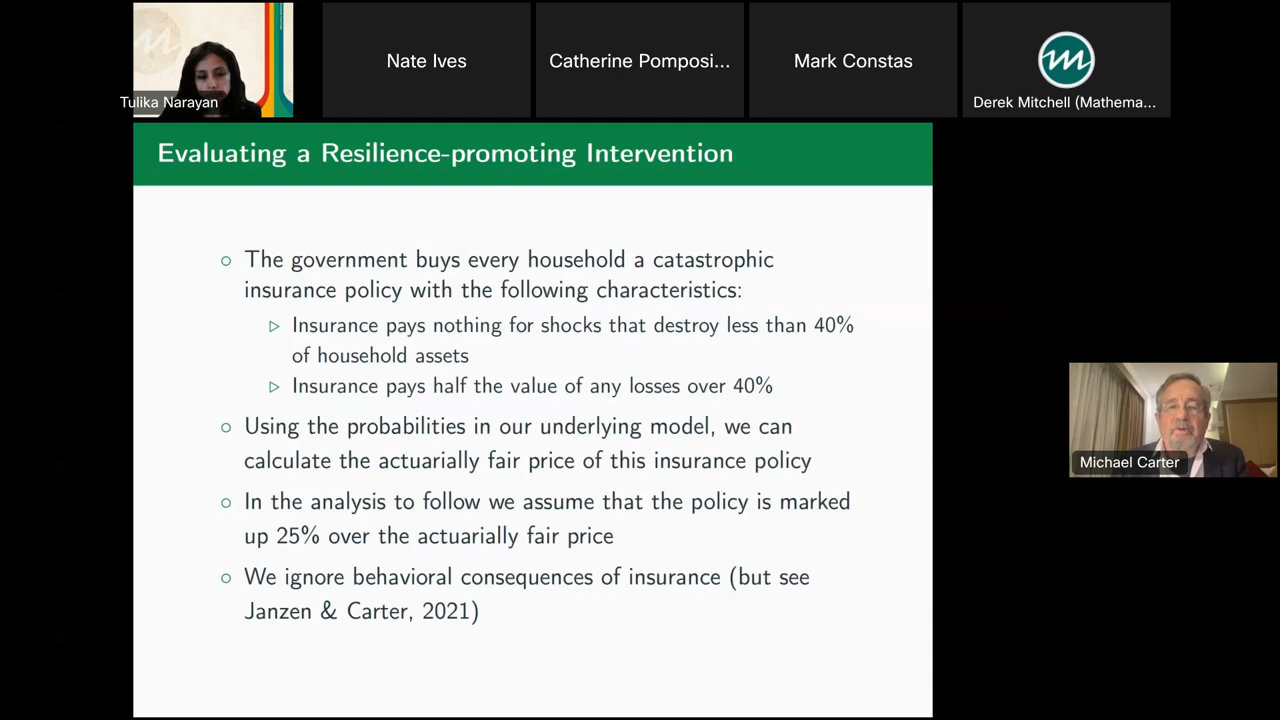 Tulika Narayan
Nate Ives
Catherine Pomposi...
Mark Constas
Derek Mitchell (Mathema...
Evaluating a Resilience-promoting Intervention
The government buys every household a catastrophic
insurance policy with the following characteristics:
Insurance pays nothing for shocks that destroy less than 40%
of household assets
Insurance pays half the value of any losses over 40%
Using the probabilities in our underlying model, we can
calculate the actuarially fair price of this insurance policy
In the analysis to follow we assume that the policy is marked
up 25% over the actuarially fair price
We ignore behavioral consequences of insurance (but see
Janzen & Carter, 2021)
Michael Carter